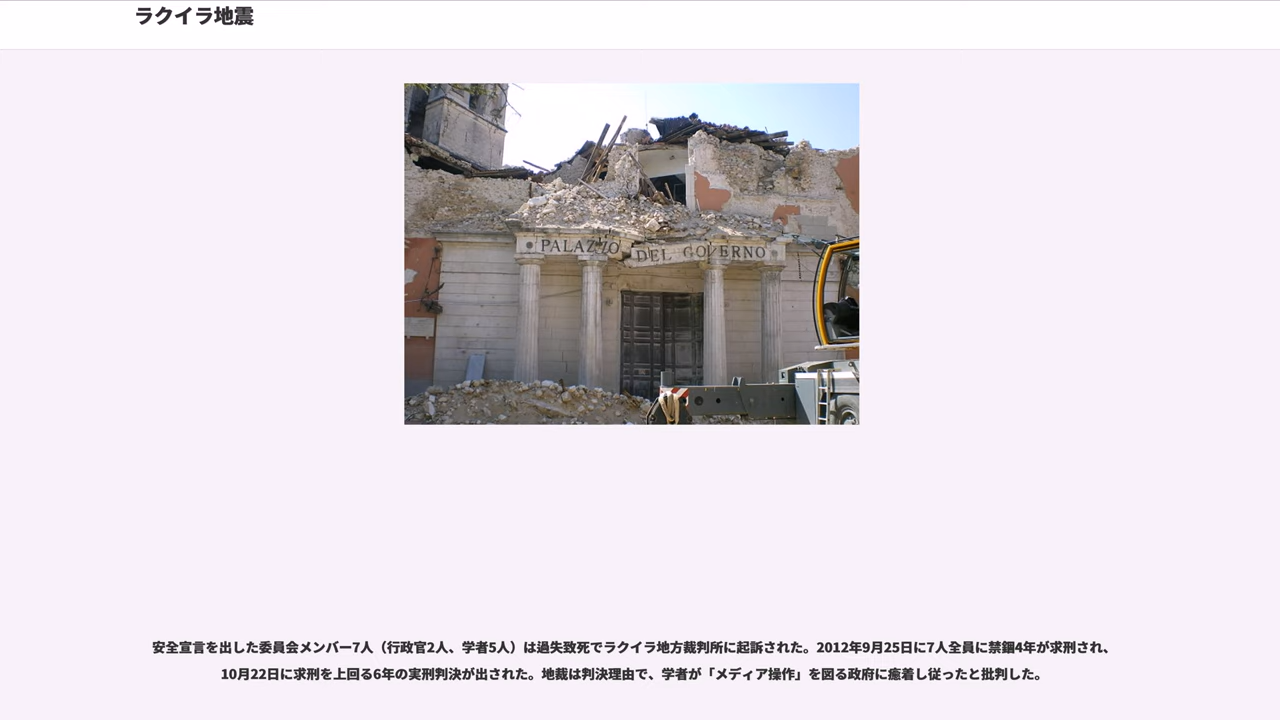 ラクイラ地震
PALAZZO DEL GOVERNO
安全宣言を出した委員会メンバー7人（行政官2人、学者5人）は過失致死でラクイラ地方裁判所に起訴された。2012年9月25日に7人全員に禁錮4年が求刑され、
10月22日に求刑を上回る6年の実刑判決が出された。地裁は判決理由で、学者が「メディア操作」を図る政府に癒着し従ったと批判した。